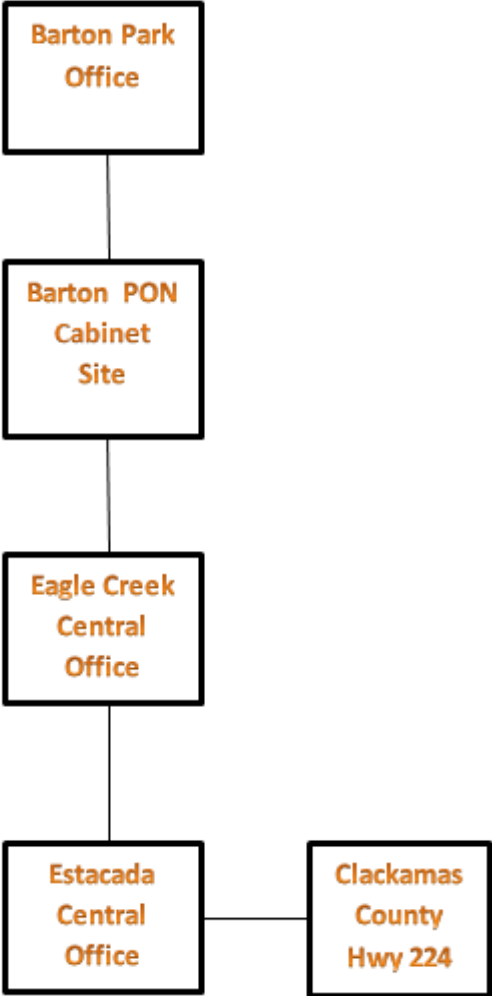 Barton Park
Office
Barton PON
Cabinet
Site
Eagle Creek
Central
Office
Estacada
Central
Office
Clackamas
County
Hwy 224